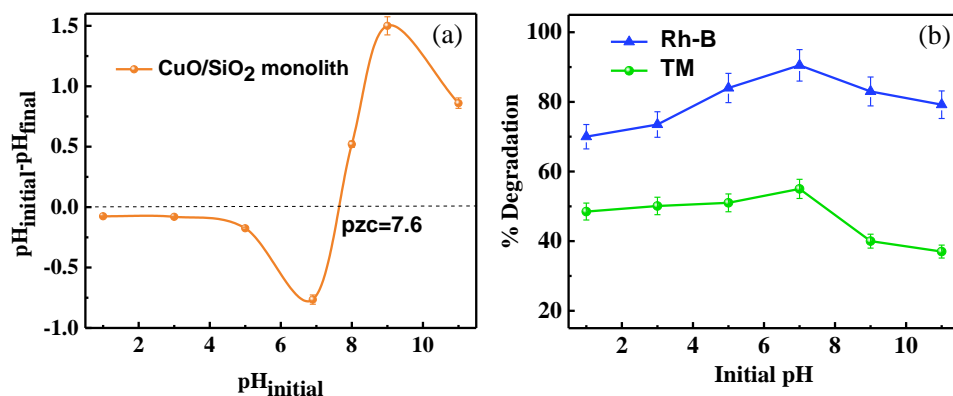 (a)
CuO/SiO2 monolith
pHinitial-pHfinal
1.5
1.0
0.5
0.0
-0.5
-1.0
pzc=7.6
2 4 6 8 10
pHinitial
(b)
Rh-B
TM
% Degradation
100
80
60
40
20
2 4 6 8 10
Initial pH